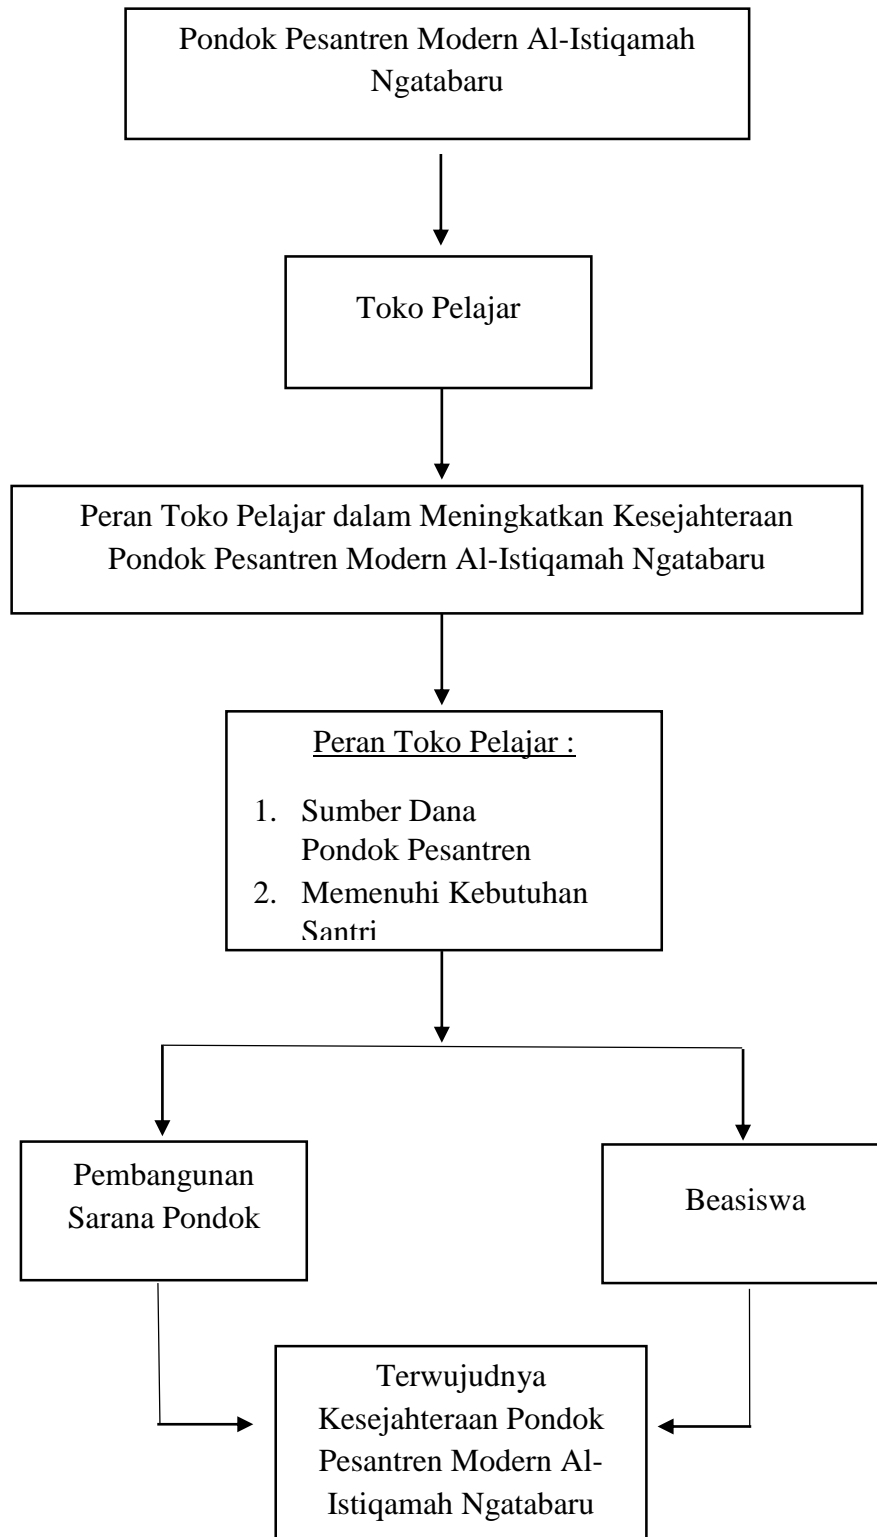 Pondok Pesantren Modern Al-Istiqamah
Ngatabaru
Toko Pelajar
Peran Toko Pelajar dalam Meningkatkan Kesejahteraan
Pondok Pesantren Modern Al-Istiqamah Ngatabaru
Peran Toko Pelajar :
1. Sumber Dana
Pondok Pesantren
2. Memenuhi Kebutuhan
Santri
Pembangunan
Sarana Pondok
Beasiswa
Terwujudnya
Kesejahteraan Pondok
Pesantren Modern Al-
Istiqamah Ngatabaru